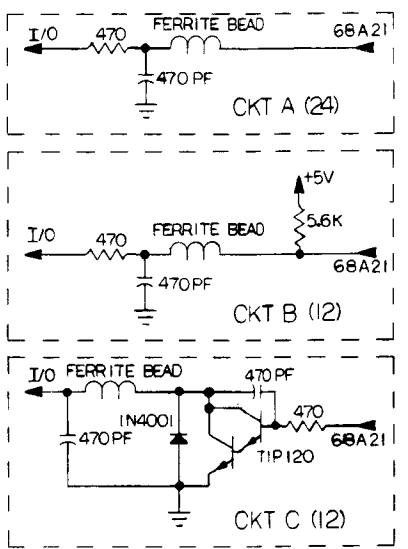 FERRITE BEAD
I/O 470 68A21
470 PF
CKT A (24)
+5V
5.6K
FERRITE BEAD
I/O 470
470 PF 68A21
CKT B (12)
I/O FERRITE BEAD 470 PF
1N4001 470
470 PF 68A21
TIP120
CKT C (12)